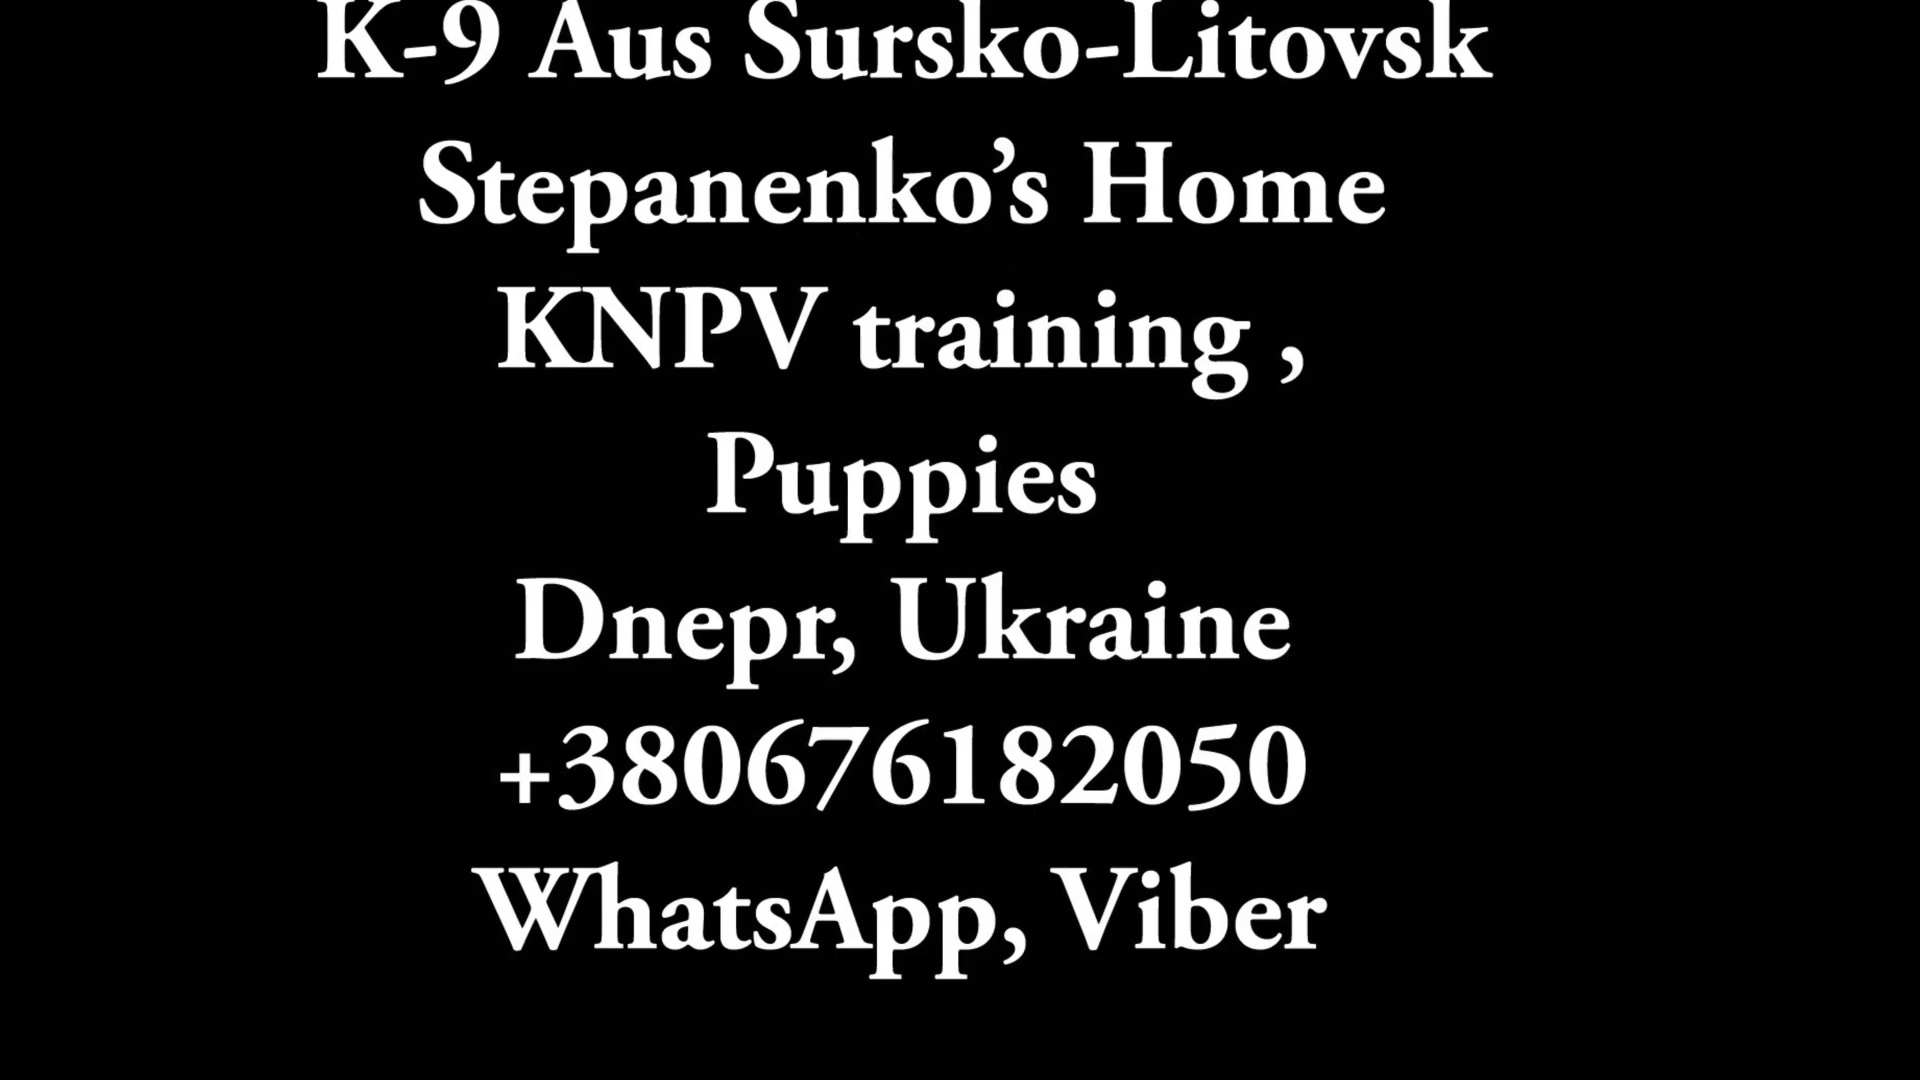 K-9 Aus Sursko-Litovsk
Stepanenko’s Home
KNPV training ,
Puppies
Dnepr, Ukraine
+380676182050
WhatsApp, Viber